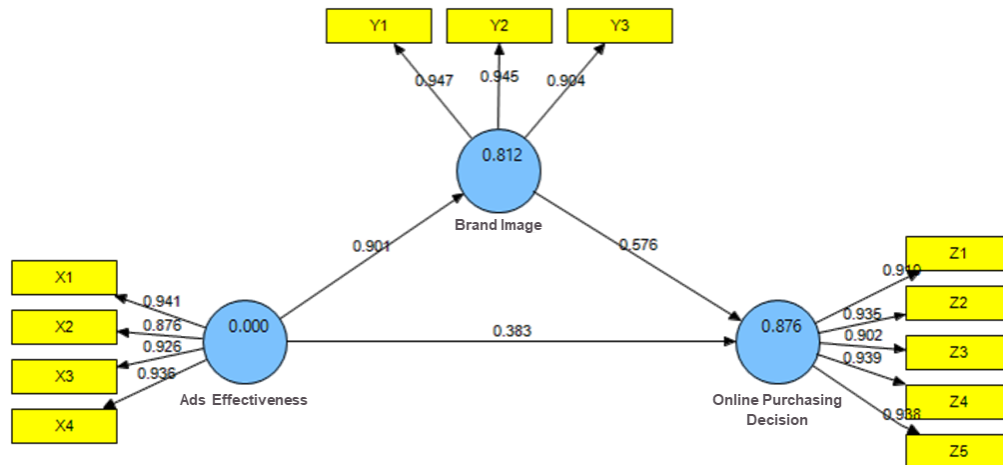 Y1
Y2
Y3
0.947
0.945
0.904
0.812
Brand Image
0.901
0.576
X1
X2
X3
X4
0.941
0.876
0.926
0.936
0.000
Ads Effectiveness
0.383
0.876
Online Purchasing
Decision
0.910
0.935
0.902
0.939
0.938
Z1
Z2
Z3
Z4
Z5